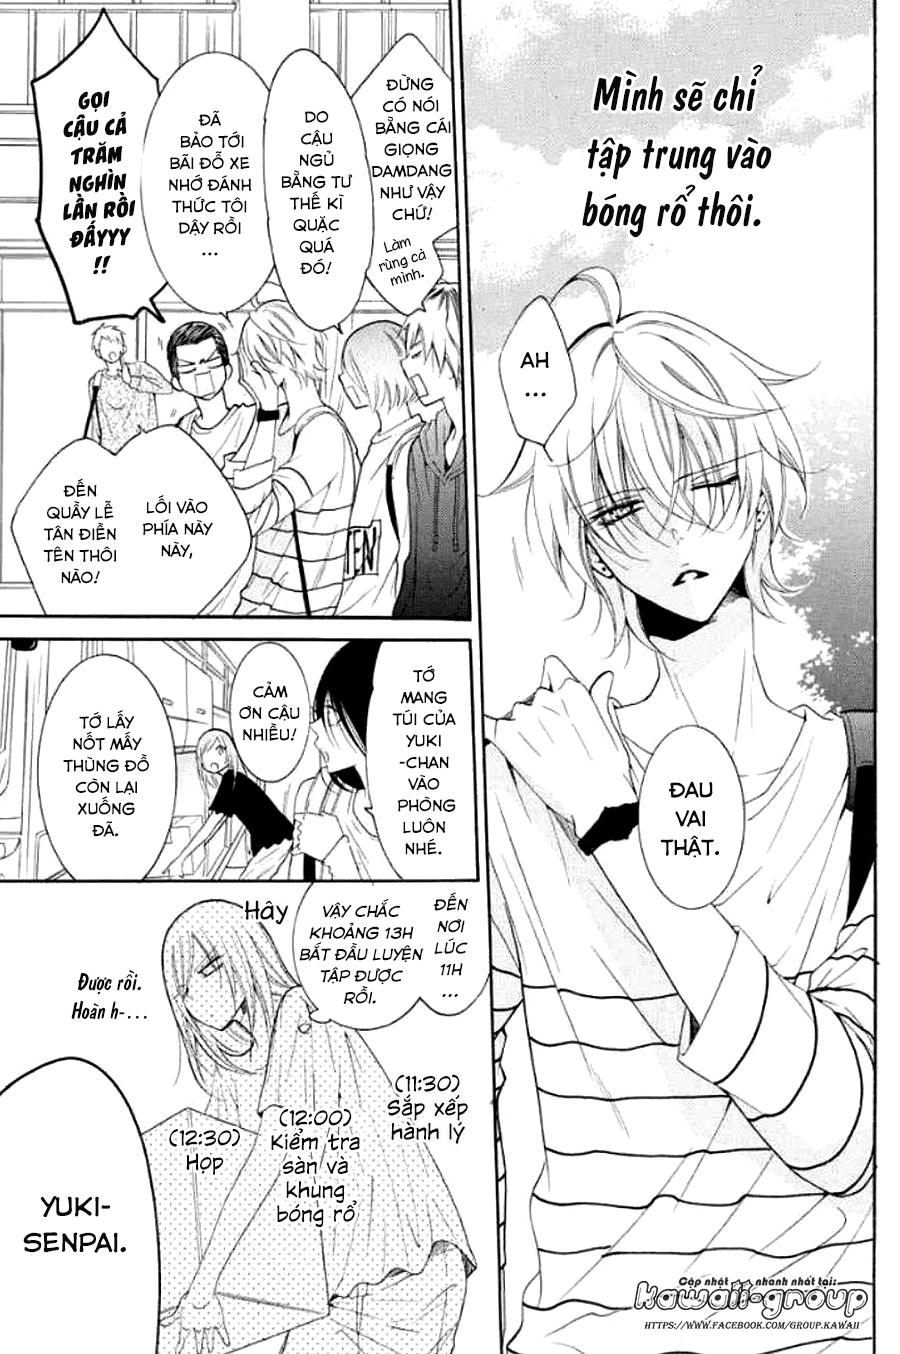 MÌNH SẼ CHỈ
TẬP TRUNG VÀO
BÓNG RỔ THÔI.
AH
...
ĐAU
VAI
THẬT.
ĐỪNG
CÓ NÓI
BẰNG CÁI
GIỌNG
DAMDANG
NHƯ VẬY
CHỨ!
Làm
rùng cả
mình.
DO
CẬU NGỦ
BẰNG TƯ
THẾ KÌ
QUẶC
QUÁ
ĐÓ!
ĐÃ
BẢO TỚI
BÃI ĐỖ XE
NHỚ ĐÁNH
THỨC TÔI
DẬY RỒI
...
GỌI
CẬU CẢ
TRĂM
NGHÌN
LẦN RỒI
ĐẤYYY
!!
LỐI VÀO
PHÍA NÀY
NÀY,
ĐẾN
QUẦY LỄ
TÂN ĐIỀN
TÊN THÔI
NÀO!
TEN
TỚ
MANG
TÚI CỦA
YUKI
-CHAN
VÀO
PHÒNG
LUÔN
NHÉ.
CẢM
ƠN CẬU
NHIỀU!
TỚ LẤY
NỐT MẤY
THÙNG ĐỒ
CÒN LẠI
XUỐNG
ĐÃ.
ĐẾN
NƠI
LÚC
11H
...
VẬY CHẮC
KHOẢNG 13H
BẮT ĐẦU LUYỆN
TẬP ĐƯỢC
RỒI.
Hây
Được rồi.
Hoàn h-...
(11:30)
Sắp xếp
hành lý
(12:00)
Kiểm tra
sàn và
khung
bóng rổ
(12:30)
Họp
YUKI-
SENPAI.
Cập nhật nhanh nhất tại:
kawaii-group
HTTPS://WWW.FACEBOOK.COM/GROUP.KAWAII